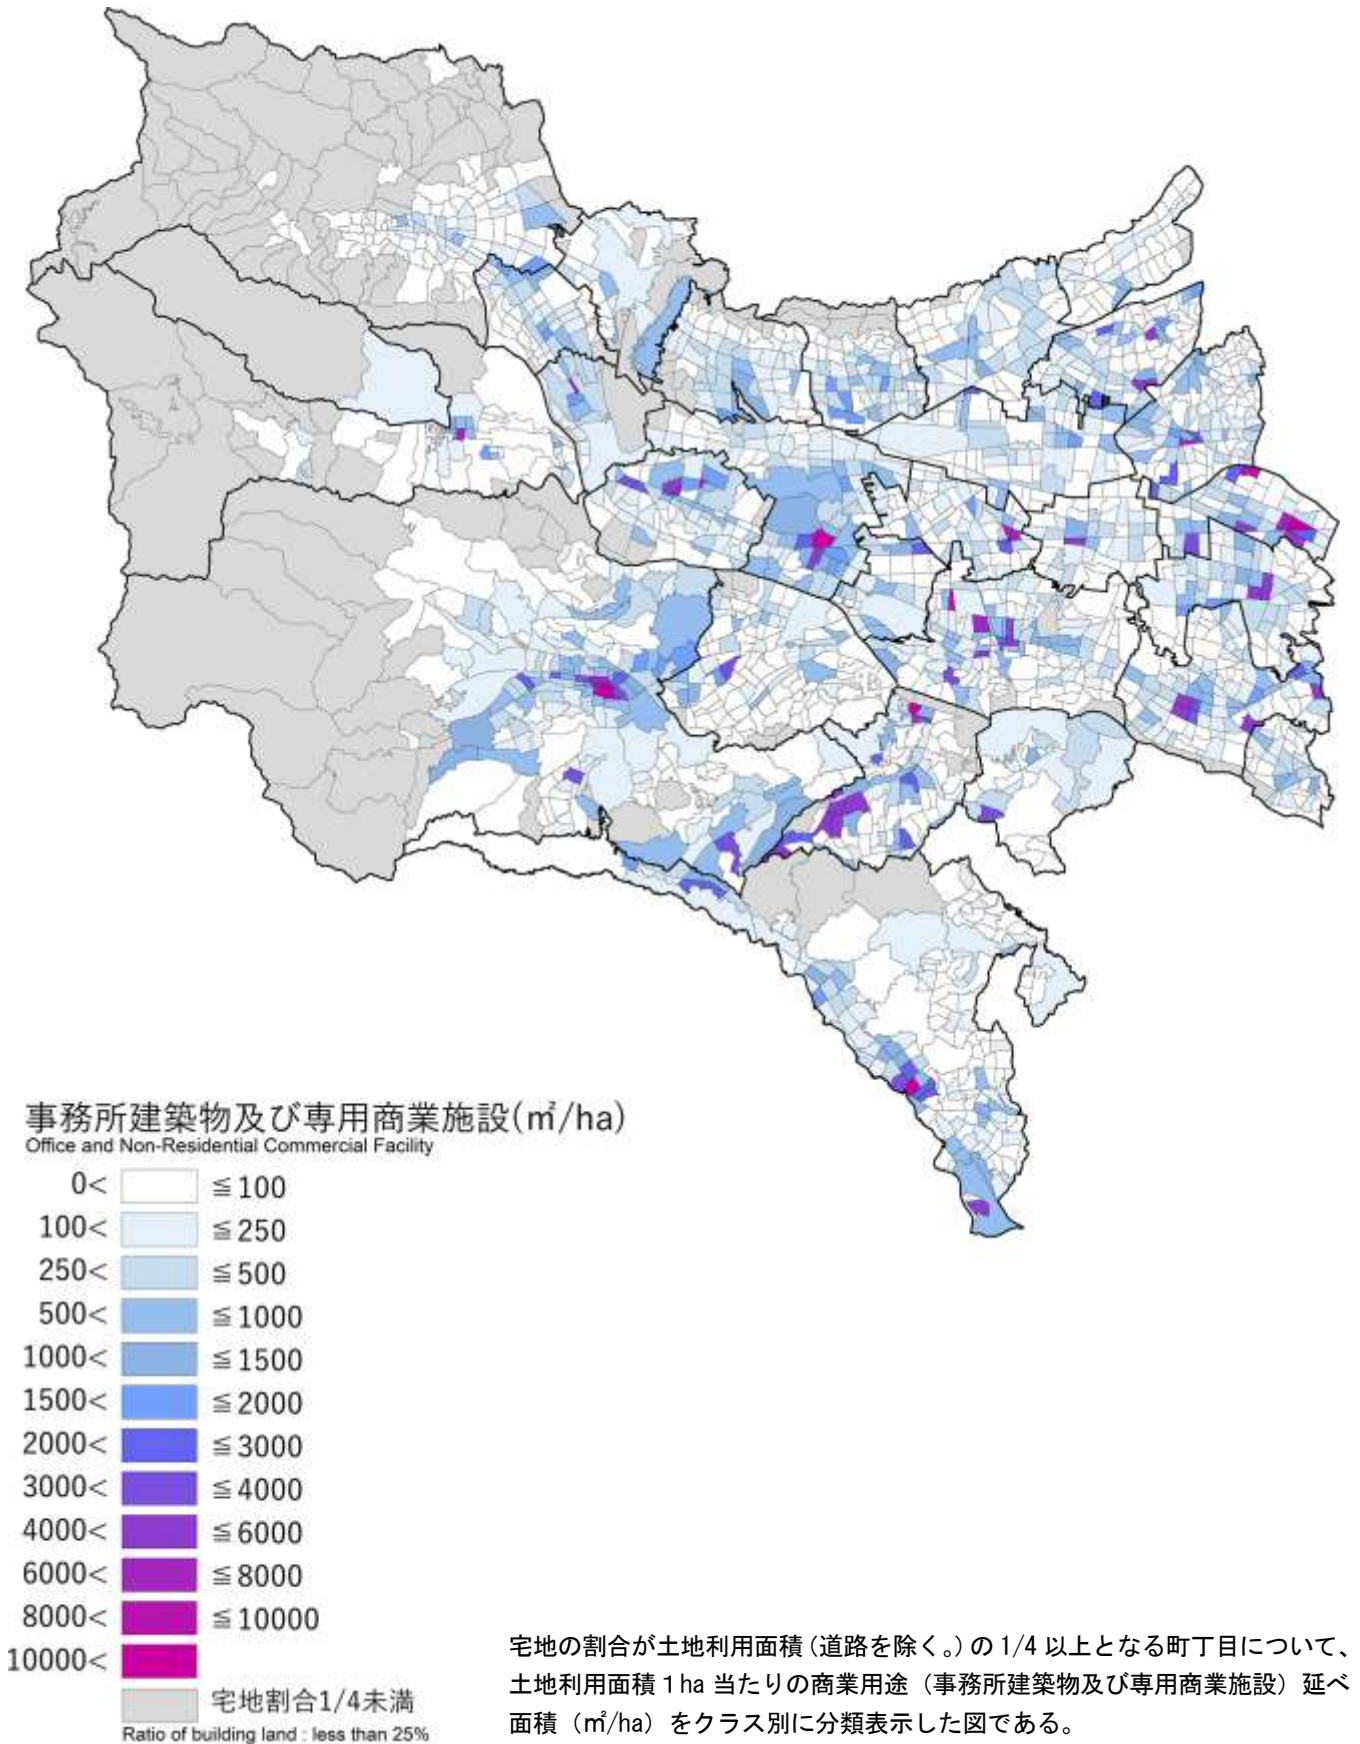 事務所建築物及び専用商業施設(㎡/ha)
Office and Non-Residential Commercial Facility
0< ≦100
100< ≦250
250< ≦500
500< ≦1000
1000< ≦1500
1500< ≦2000
2000< ≦3000
3000< ≦4000
4000< ≦6000
6000< ≦8000
8000< ≦10000
10000<
宅地割合1/4未満
Ratio of building land : less than 25%
宅地の割合が土地利用面積（道路を除く。）の 1/4 以上となる町丁目について、
土地利用面積 1 ha 当たりの商業用途（事務所建築物及び専用商業施設）延べ
面積（㎡/ha）をクラス別に分類表示した図である。